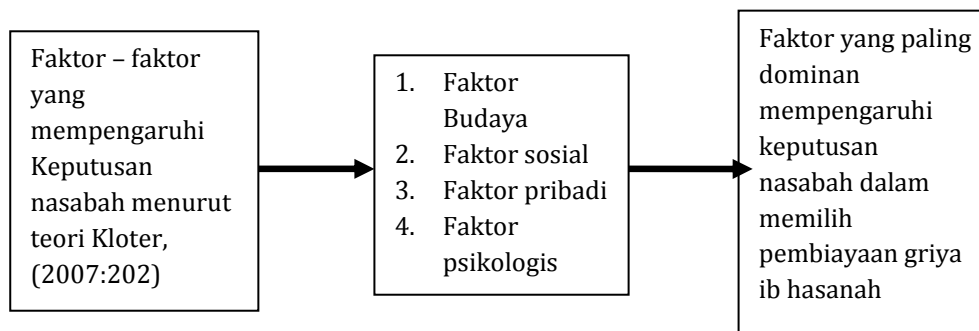 Faktor – faktor
yang
mempengaruhi
Keputusan
nasabah menurut
teori Kloter,
(2007:202)
1. Faktor
Budaya
2. Faktor sosial
3. Faktor pribadi
4. Faktor
psikologis
Faktor yang paling
dominan
mempengaruhi
keputusan
nasabah dalam
memilih
pembiayaan griya
ib hasanah